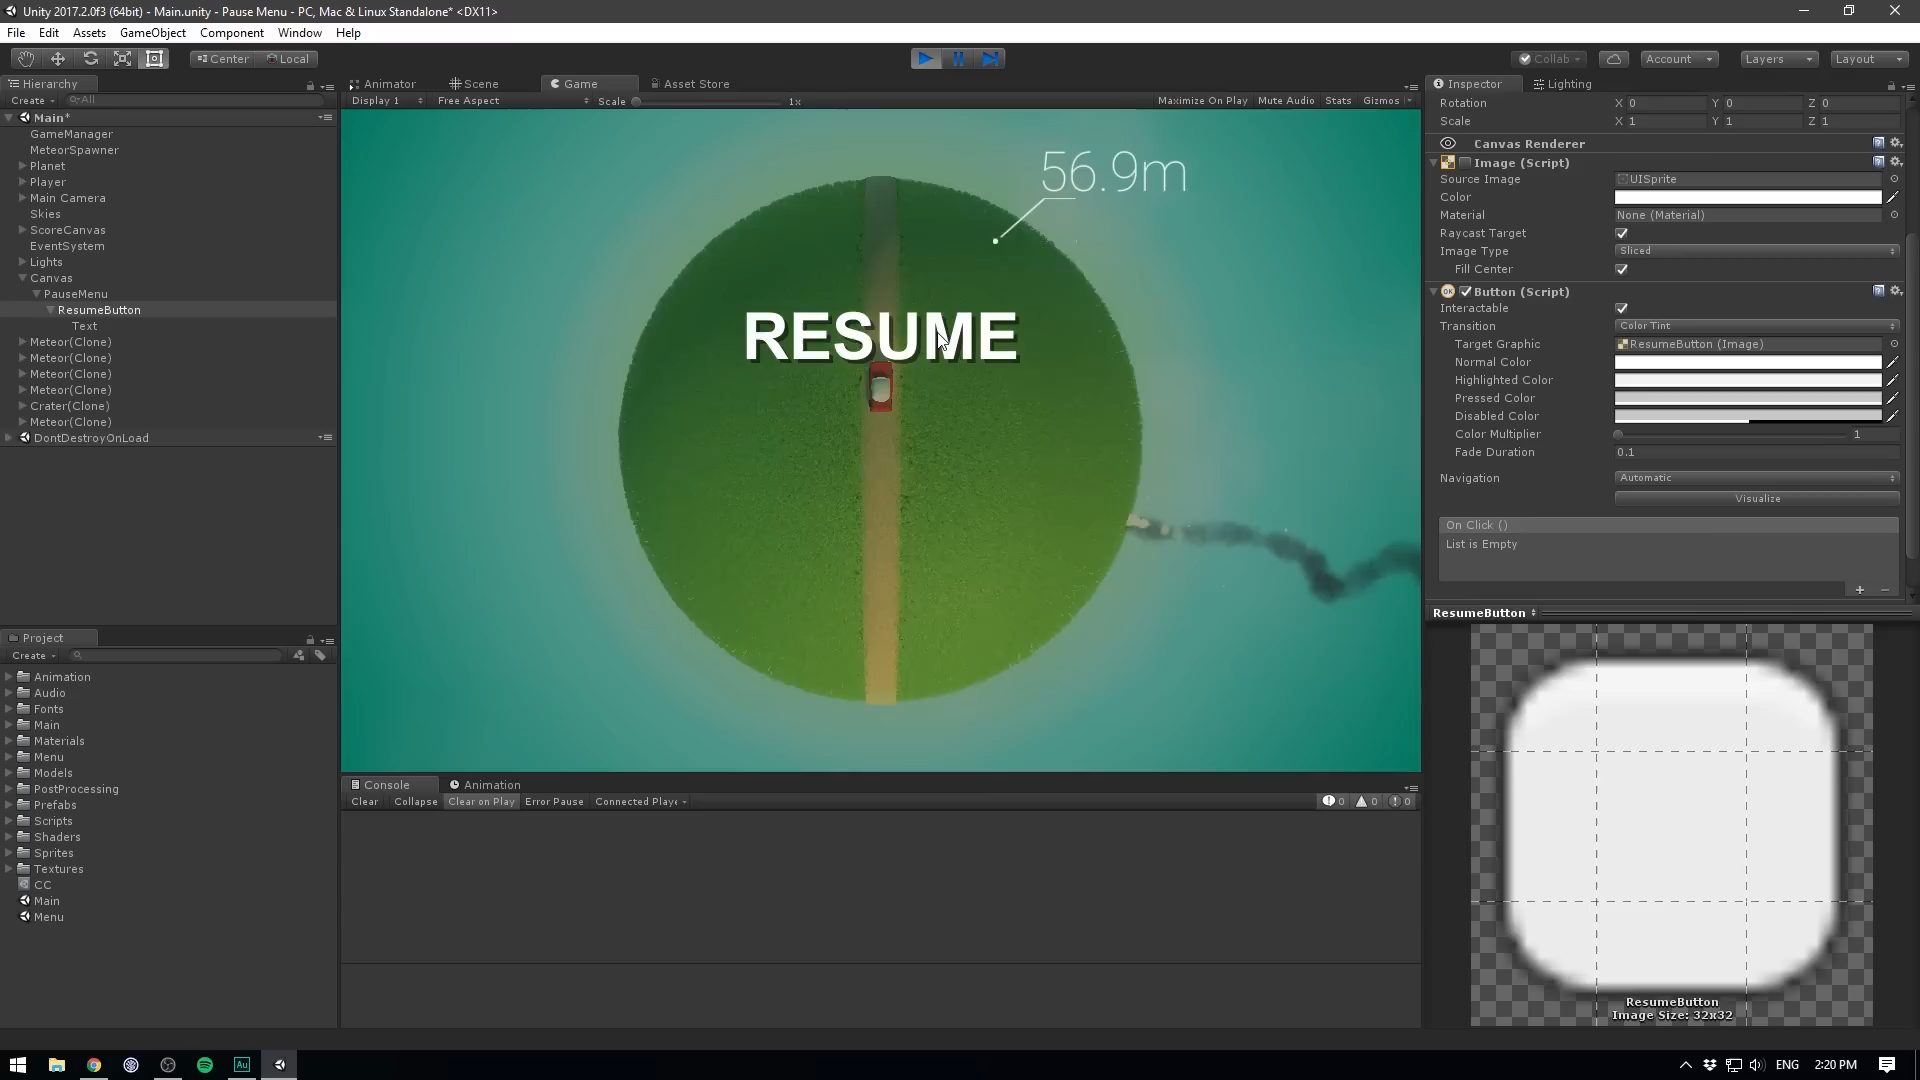 Unity 2017.2.0f3 (64bit) - Main.unity - Pause Menu - PC, Mac & Linux Standalone* <DX11>
File Edit Assets GameObject Component Window Help
Center Local Collab Account Layers Layout
Hierarchy
Create All
Main*
GameManager
MeteorSpawner
Planet
Player
Main Camera
Skies
ScoreCanvas
EventSystem
Lights
Canvas
PauseMenu
ResumeButton
Text
Meteor(Clone)
Meteor(Clone)
Meteor(Clone)
Meteor(Clone)
Crater(Clone)
Meteor(Clone)
DontDestroyOnLoad
Project
Create
Animation
Audio
Fonts
Main
Materials
Menu
Models
PostProcessing
Prefabs
Scripts
Shaders
Sprites
Textures
CC
Main
Menu
Animator Scene Game Asset Store
Display 1 Free Aspect Scale 1x Maximize On Play Mute Audio Stats Gizmos
56.9m
RESUME
Console Animation
Clear Collapse Clear on Play Error Pause Connected Playe 0 0 0
Inspector Lighting
Rotation X 0 Y 0 Z 0
Scale X 1 Y 1 Z 1
Canvas Renderer
Image (Script)
Source Image UISprite
Color
Material None (Material)
Raycast Target
Image Type Sliced
Fill Center
OK Button (Script)
Interactable
Transition Color Tint
Target Graphic ResumeButton (Image)
Normal Color
Highlighted Color
Pressed Color
Disabled Color
Color Multiplier 1
Fade Duration 0.1
Navigation Automatic
Visualize
On Click ()
List is Empty
ResumeButton
ResumeButton
Image Size: 32x32
Au
ENG 2:20 PM